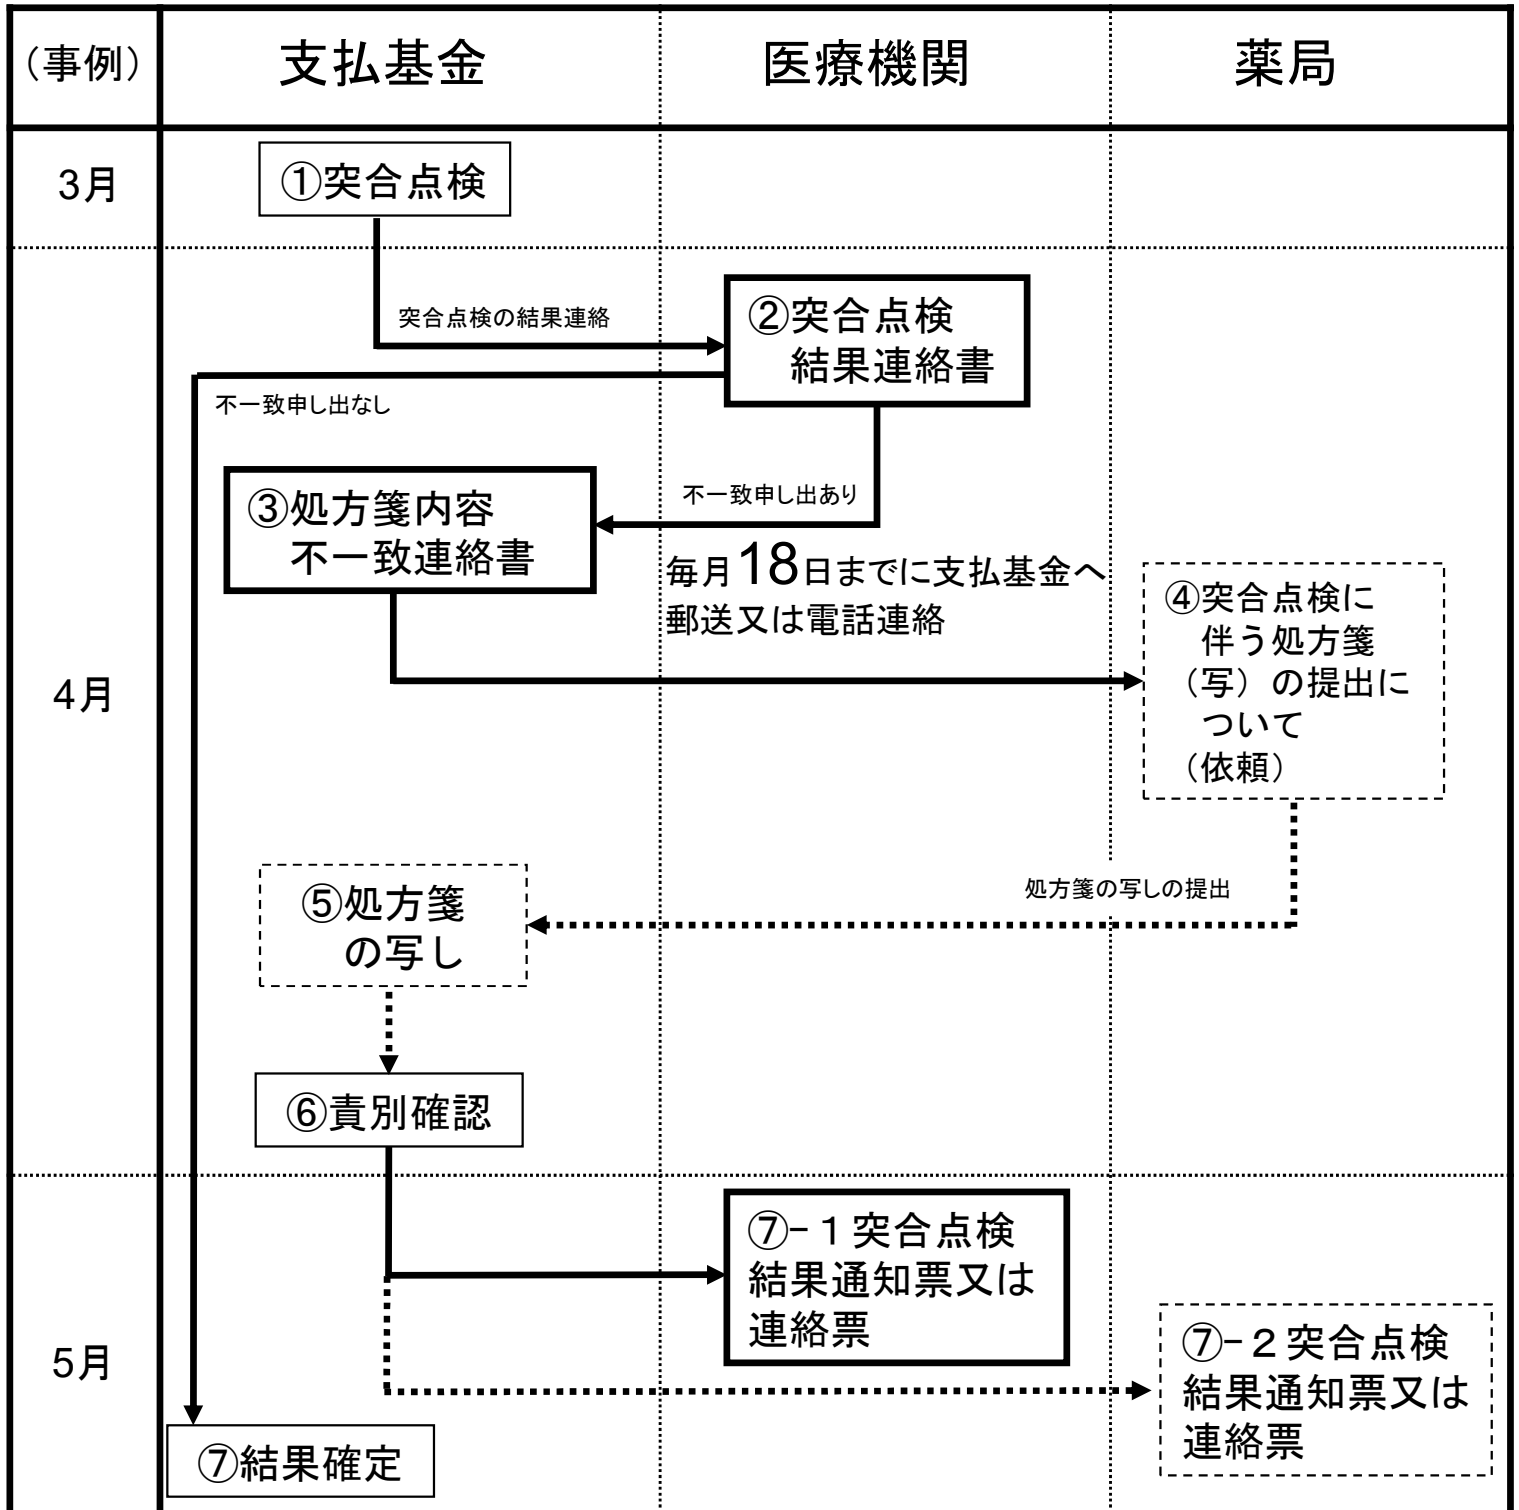 （事例）
支払基金
医療機関
薬局
3月
①突合点検
4月
突合点検の結果連絡
②突合点検
結果連絡書
不一致申し出なし
不一致申し出あり
③処方箋内容
不一致連絡書
毎月18日までに支払基金へ
郵送又は電話連絡
④突合点検に
伴う処方箋
（写）の提出に
ついて
（依頼）
処方箋の写しの提出
⑤処方箋
の写し
⑥責別確認
5月
⑦-１突合点検
結果通知票又は
連絡票
⑦-２突合点検
結果通知票又は
連絡票
⑦結果確定